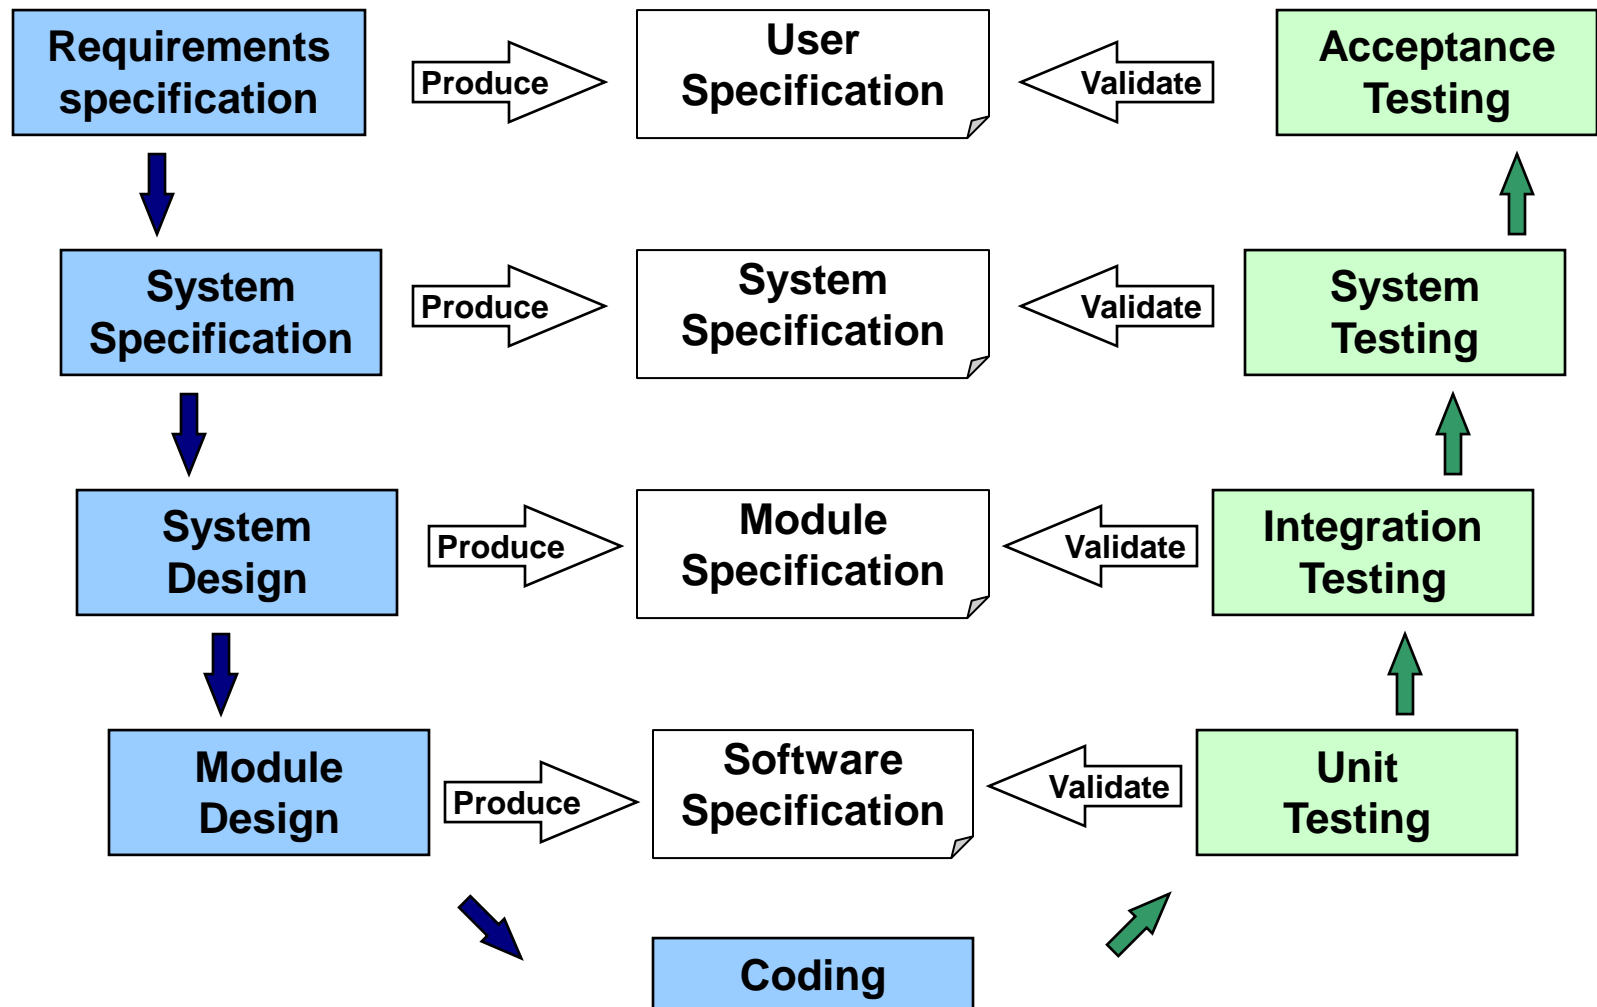 Requirements
specification
Produce
User
Specification
Validate
Acceptance
Testing
System
Specification
Produce
System
Specification
Validate
System
Testing
System
Design
Produce
Module
Specification
Validate
Integration
Testing
Module
Design
Produce
Software
Specification
Validate
Unit
Testing
Coding